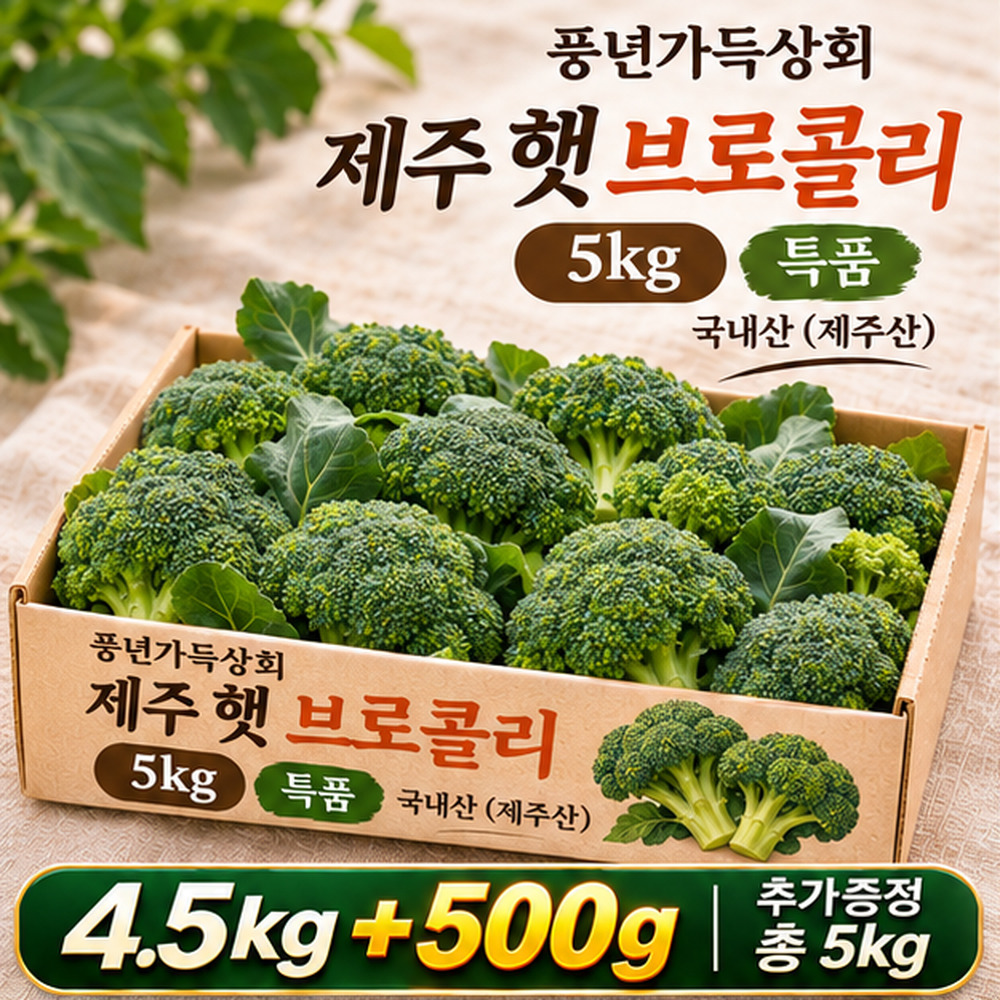 풍년가득상회
제주 햇 브로콜리
5kg 특품
국내산 (제주산)
풍년가득상회
제주 햇 브로콜리
5kg 특품 국내산 (제주산)
4.5kg+500g
추가증정
총 5kg